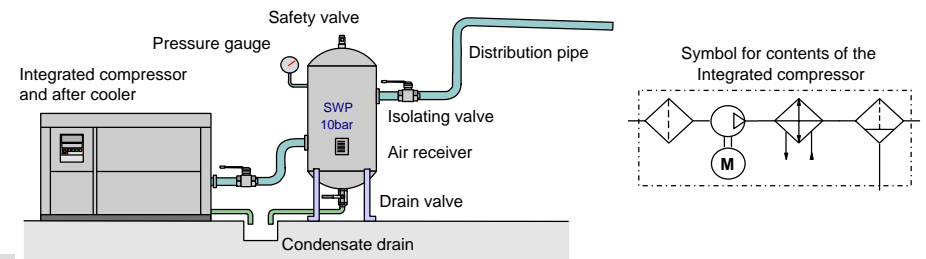 Safety valve
Pressure gauge
Distribution pipe
Integrated compressor
and after cooler
SWP
10bar
Isolating valve
Air receiver
Drain valve
Condensate drain
Symbol for contents of the
Integrated compressor
M